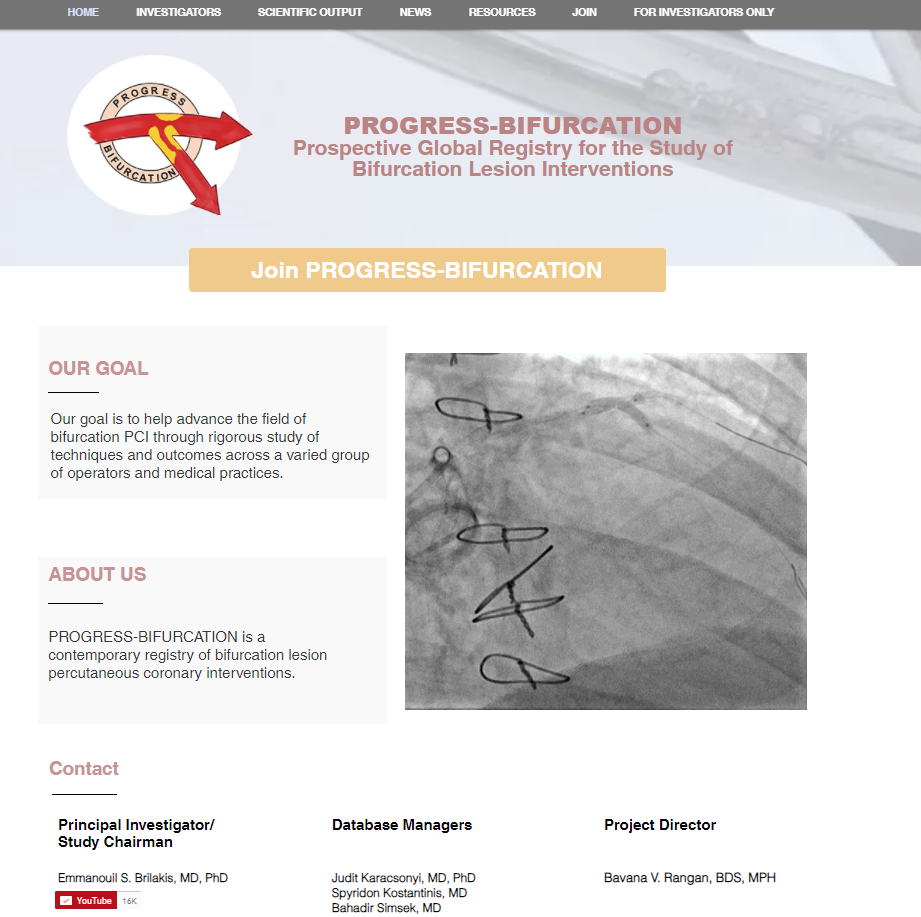 HOME INVESTIGATORS SCIENTIFIC OUTPUT NEWS RESOURCES JOIN FOR INVESTIGATORS ONLY
PROGRESS
BIFURCATION
PROGRESS-BIFURCATION
Prospective Global Registry for the Study of
Bifurcation Lesion Interventions
Join PROGRESS-BIFURCATION
OUR GOAL
Our goal is to help advance the field of
bifurcation PCI through rigorous study of
techniques and outcomes across a varied group
of operators and medical practices.
ABOUT US
PROGRESS-BIFURCATION is a
contemporary registry of bifurcation lesion
percutaneous coronary interventions.
Contact
Principal Investigator/
Study Chairman
Emmanouil S. Brilakis, MD, PhD
YouTube 16K
Database Managers
Judit Karacsonyi, MD, PhD
Spyridon Kostantinis, MD
Bahadir Simsek, MD
Project Director
Bavana V. Rangan, BDS, MPH